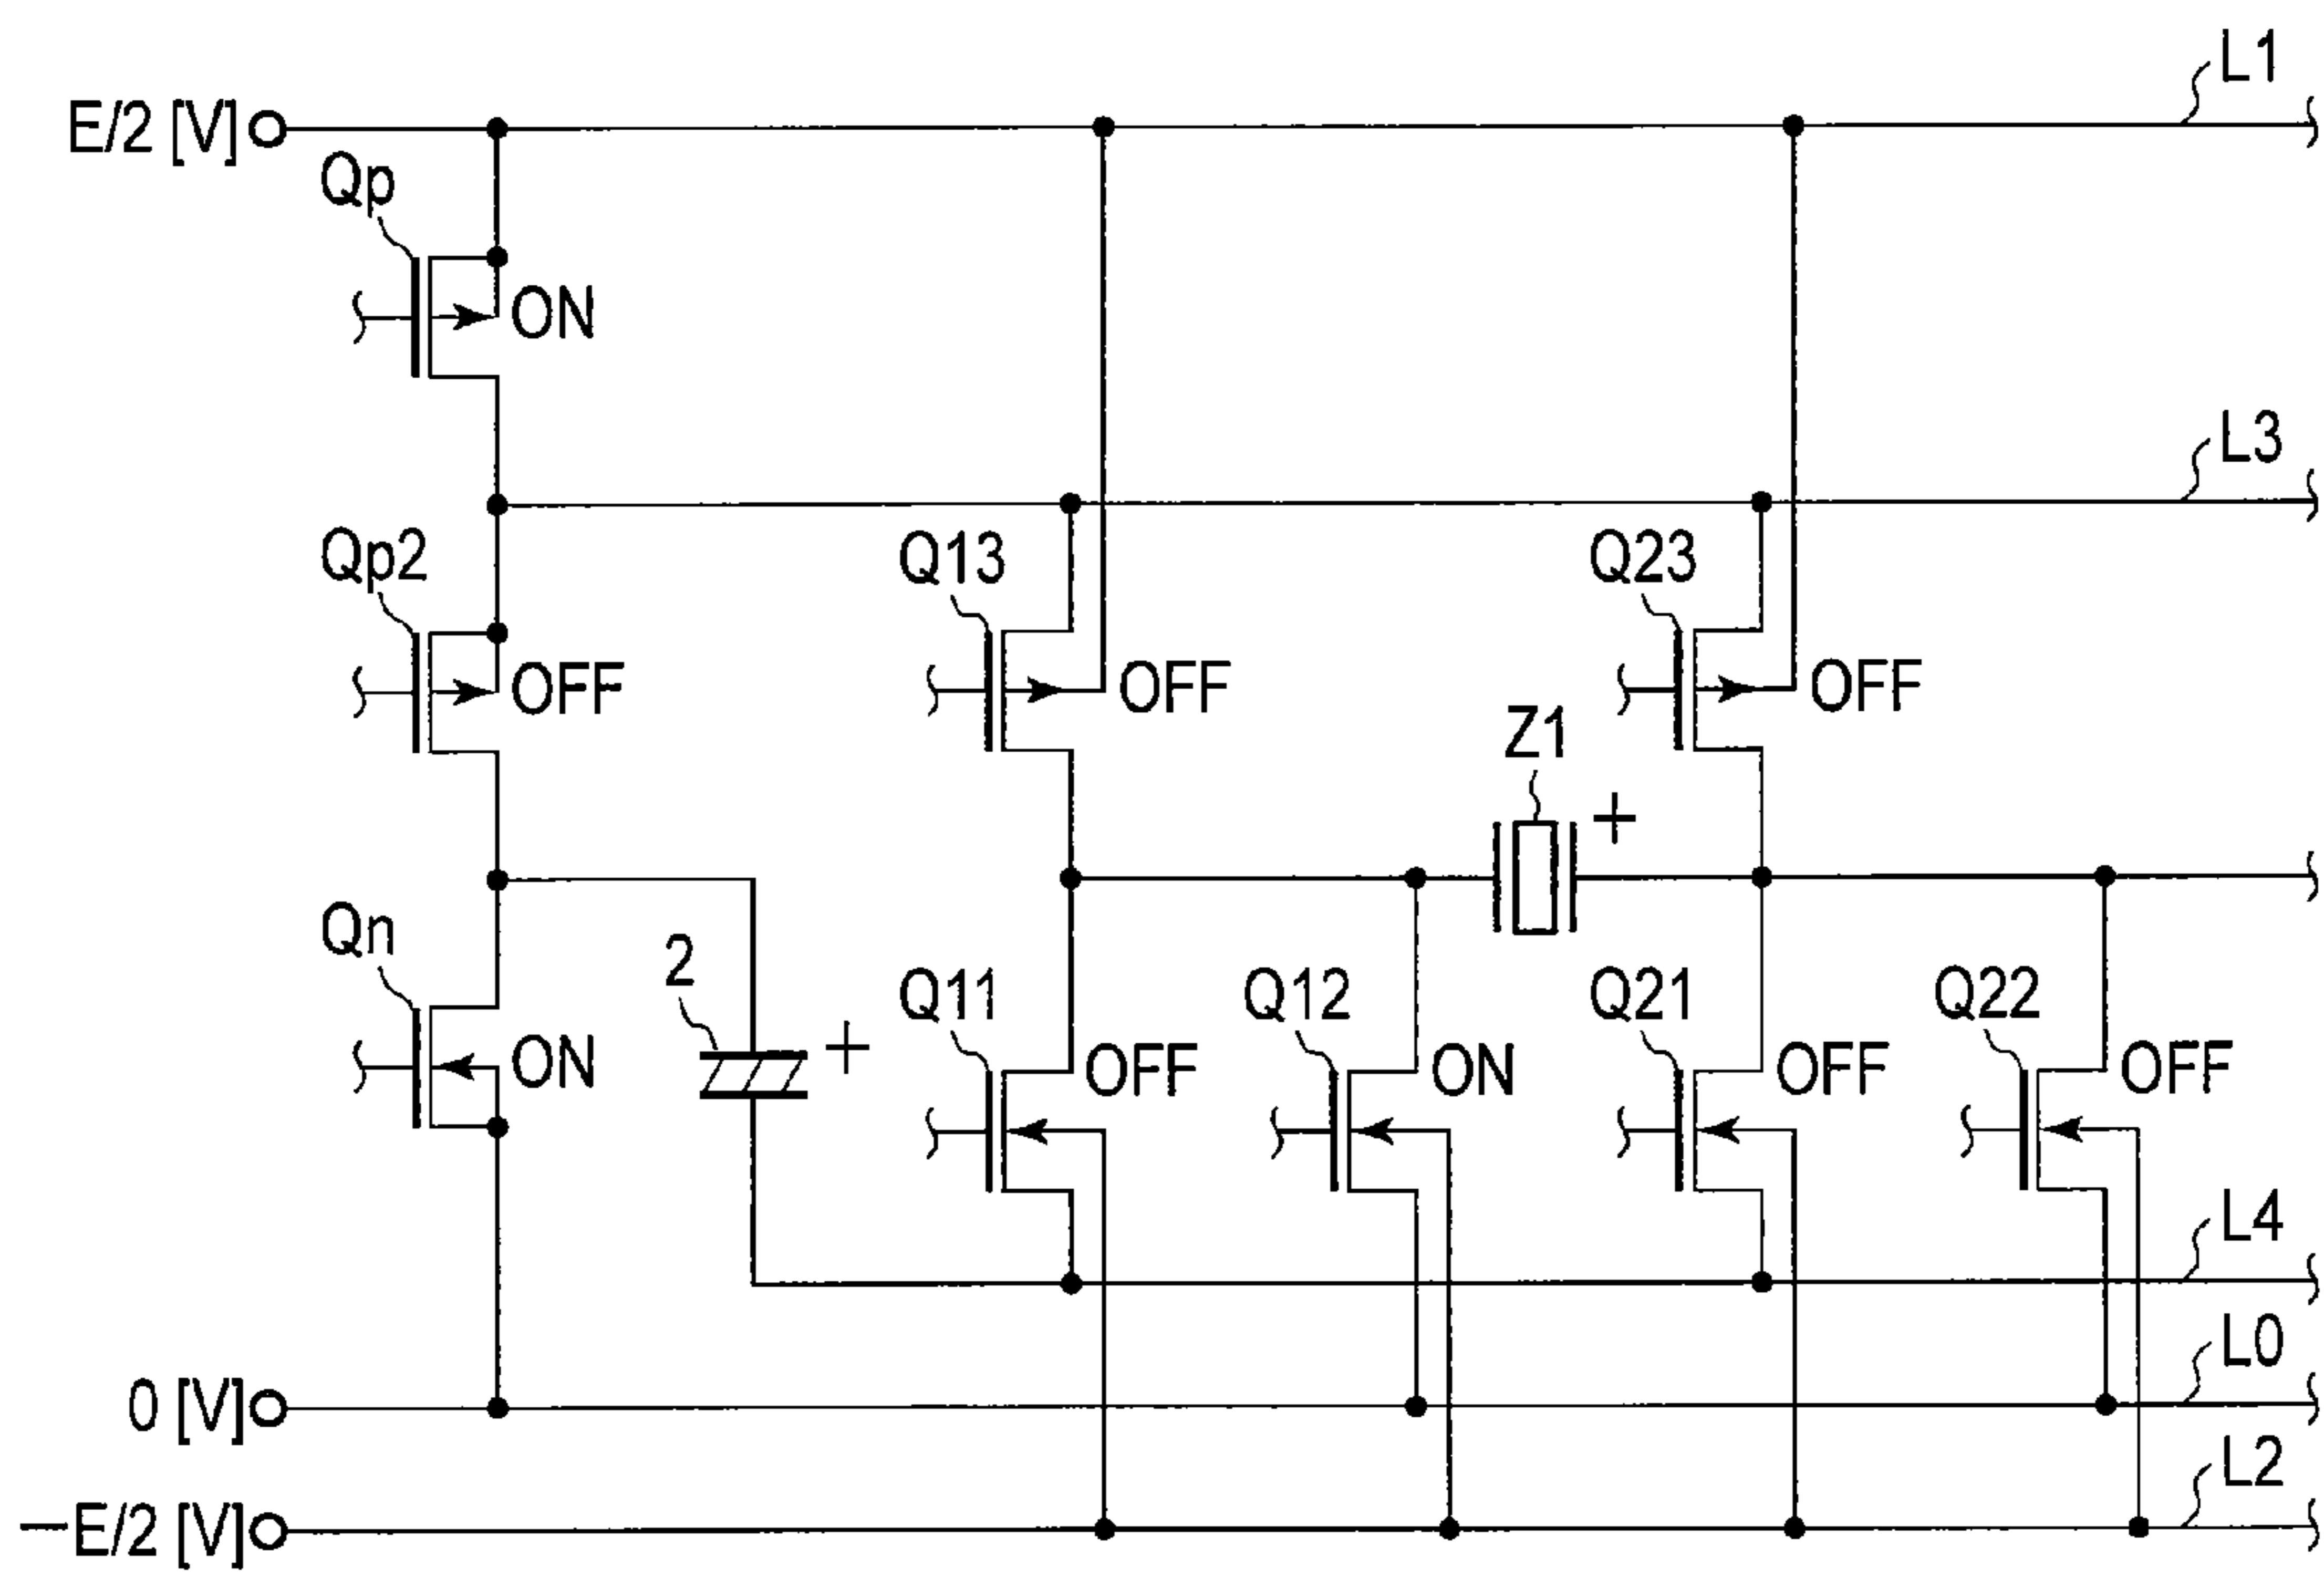 L1
E/2 [V]
Qp
ON
L3
Qp2
Q13
Q23
OFF
OFF
OFF
Z1
+
Qn
2
Q11
Q12
Q21
Q22
+
ON
OFF
ON
OFF
OFF
L4
L0
0 [V]
L2
−E/2 [V]